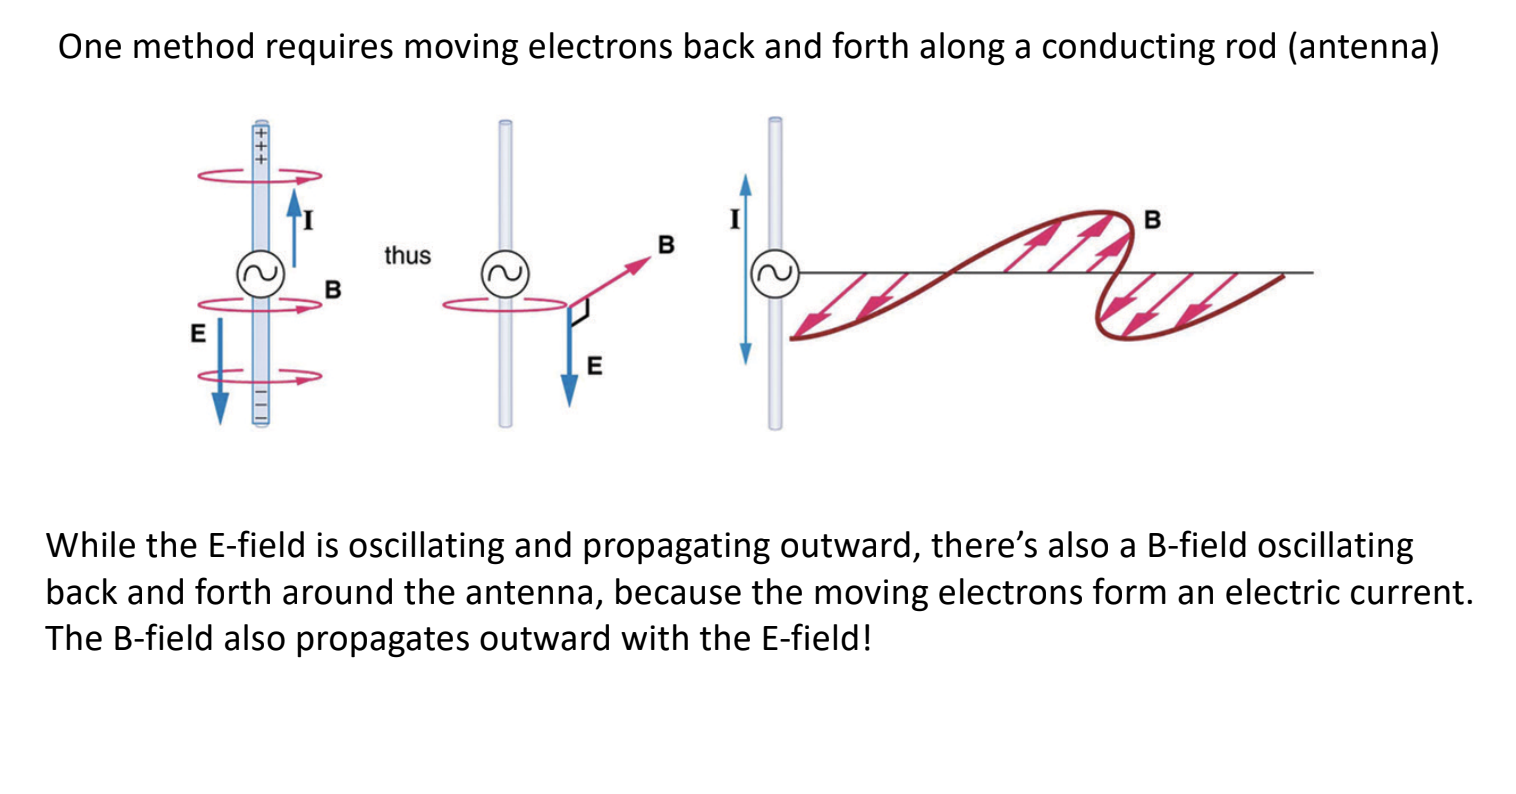 One method requires moving electrons back and forth along a conducting rod (antenna)
+
+
+
I
B
E
−
−
−
thus
B
E
I
B
While the E-field is oscillating and propagating outward, there’s also a B-field oscillating
back and forth around the antenna, because the moving electrons form an electric current.
The B-field also propagates outward with the E-field!